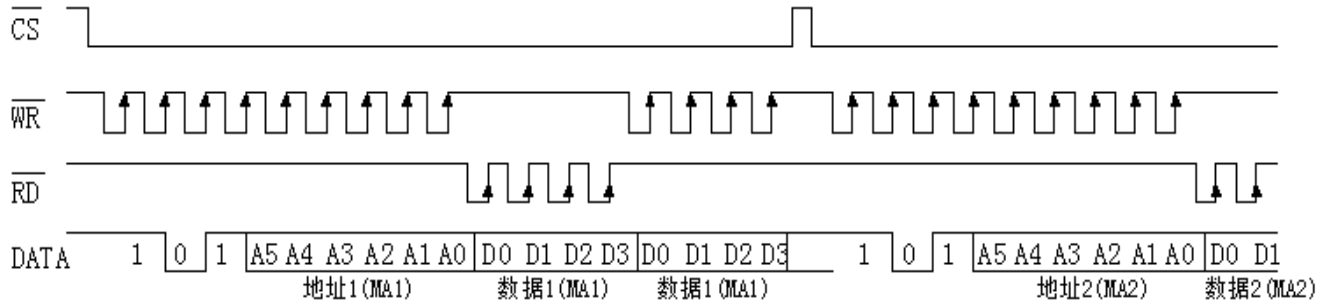 CS
WR
RD
DATA 1 0 1 A5 A4 A3 A2 A1 A0 D0 D1 D2 D3 D0 D1 D2 D3 1 0 1 A5 A4 A3 A2 A1 A0 D0 D1
地址1(MA1) 数据1(MA1) 数据1(MA1) 地址2(MA2) 数据2(MA2)